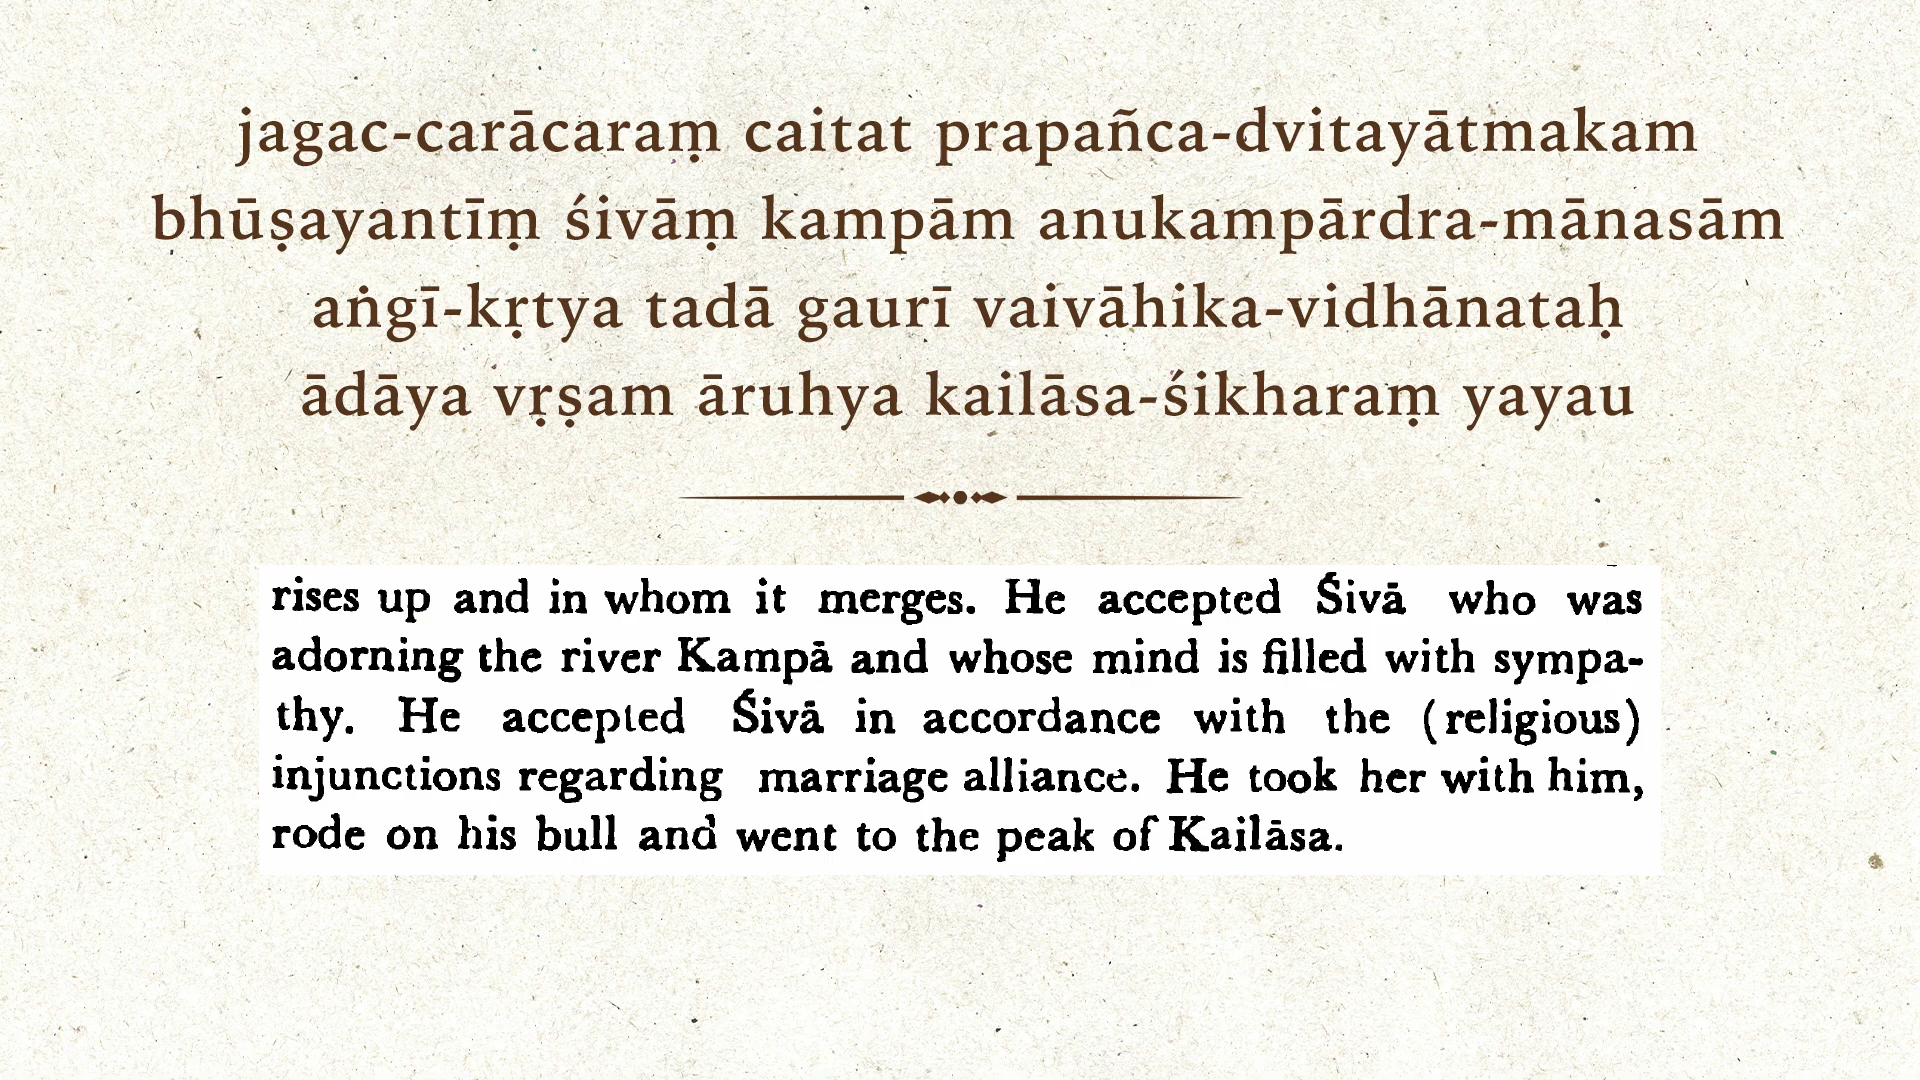 jagac-carācaraṃ caitat prapañca-dvitayātmakam
bhūṣayantīṃ śivāṃ kampām anukampārdra-mānasām
aṅgī-kṛtya tadā gaurī vaivāhika-vidhānataḥ
ādāya vṛṣam āruhya kailāsa-śikharaṃ yayau
rises up and in whom it merges. He accepted Śivā who was
adorning the river Kampā and whose mind is filled with sympa-
thy. He accepted Śivā in accordance with the (religious)
injunctions regarding marriage alliance. He took her with him,
rode on his bull and went to the peak of Kailāsa.